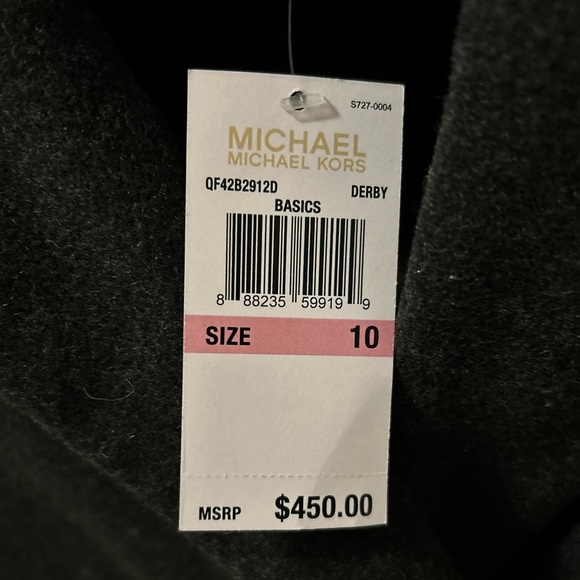 S727-0004
MICHAEL
MICHAEL KORS
QF42B2912D DERBY
BASICS
8 88235 59919 9
SIZE 10
MSRP $450.00